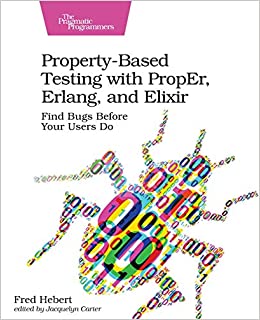 The
Pragmatic
Programmers
Property-Based
Testing with PropEr,
Erlang, and Elixir
Find Bugs Before
Your Users Do
Fred Hebert
edited by Jacquelyn Carter